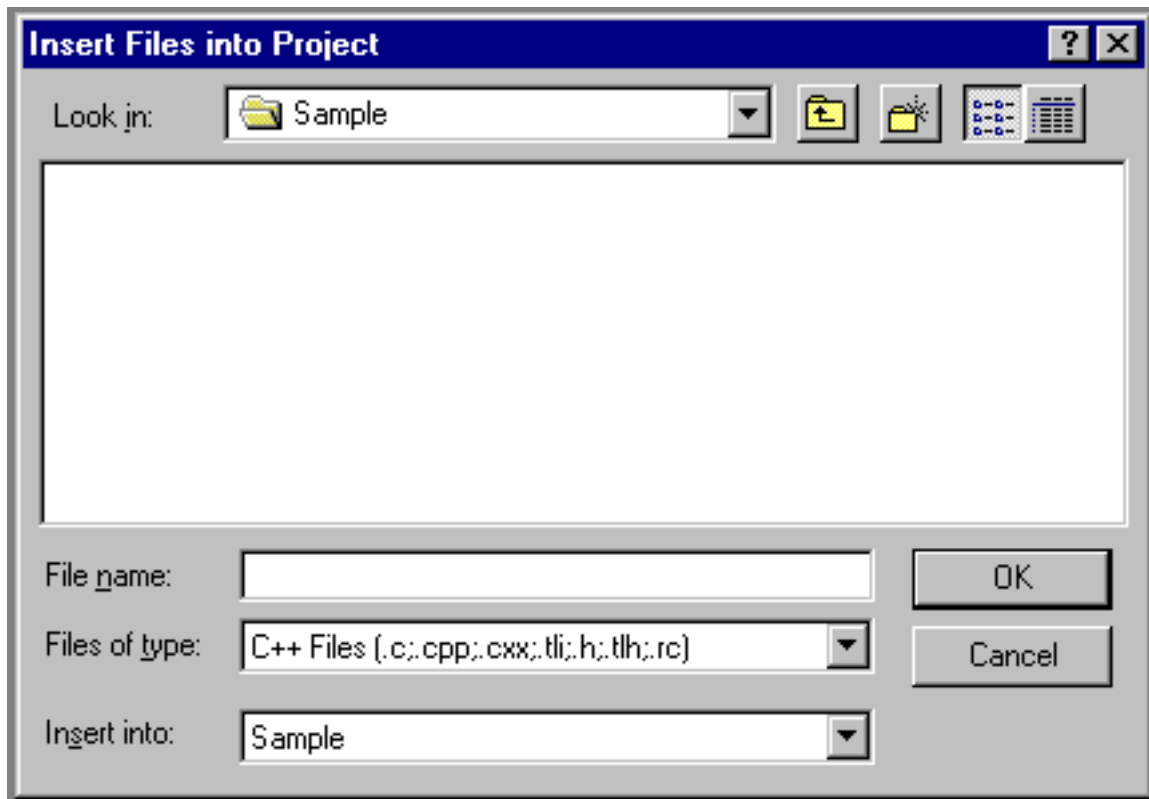 Insert Files into Project
Look in: Sample
File name:
OK
Files of type: C++ Files (.c;.cpp;.cxx;.tli;.h;.tlh;.rc)
Cancel
Insert into: Sample